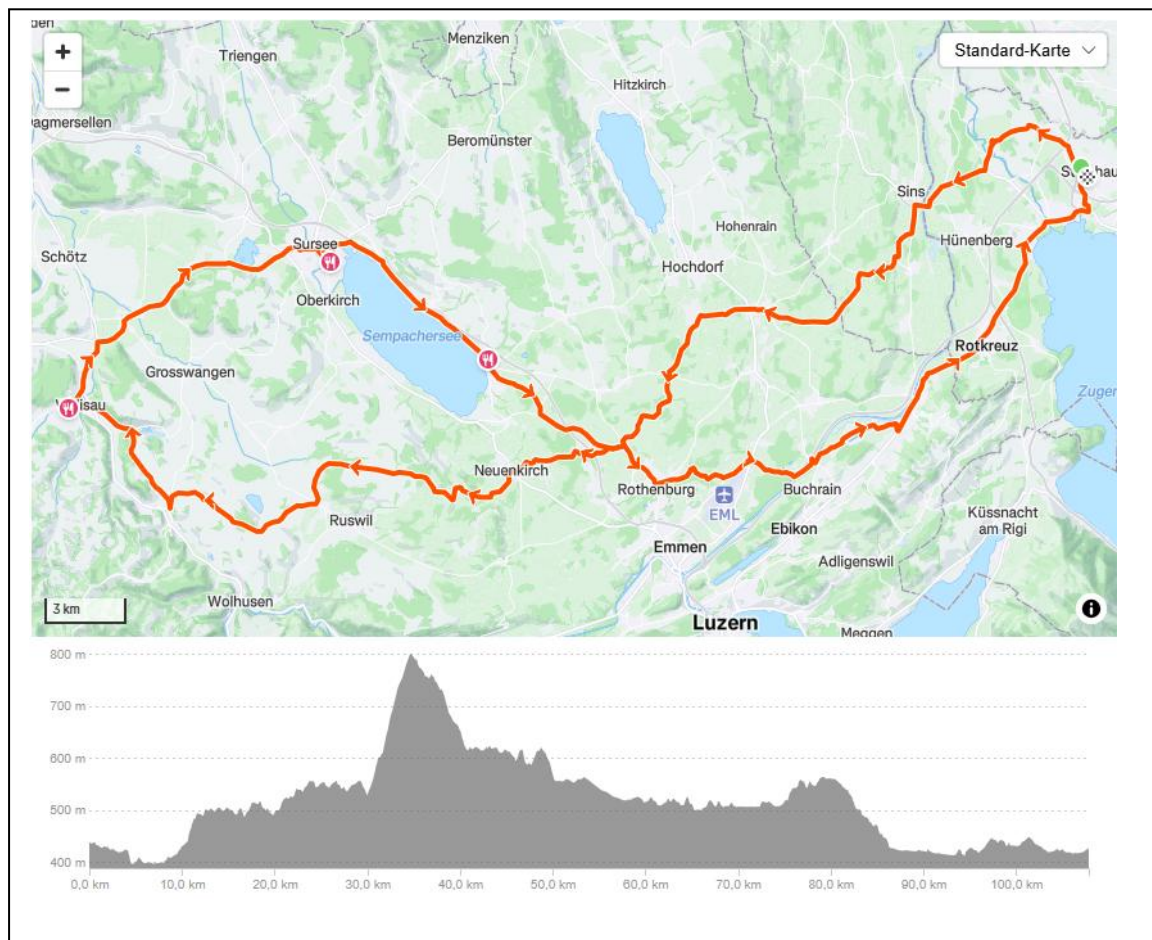 Menziken
Triengen
Standard-Karte
Hitzkirch
Dagmersellen
Beromünster
Sins
Hohenrain
Schötz
Sursee
Hünenberg
Hochdorf
Oberkirch
Sempachersee
Rotkreuz
Grosswangen
Zuger
Neuenkirch
Rothenburg
Buchrain
EML
Ruswil
Küssnacht
am Rigi
Ebikon
Emmen
Adligenswil
3 km
Wolhusen
Luzern
Meggen
800 m
700 m
600 m
500 m
400 m
0,0 km 10,0 km 20,0 km 30,0 km 40,0 km 50,0 km 60,0 km 70,0 km 80,0 km 90,0 km 100,0 km